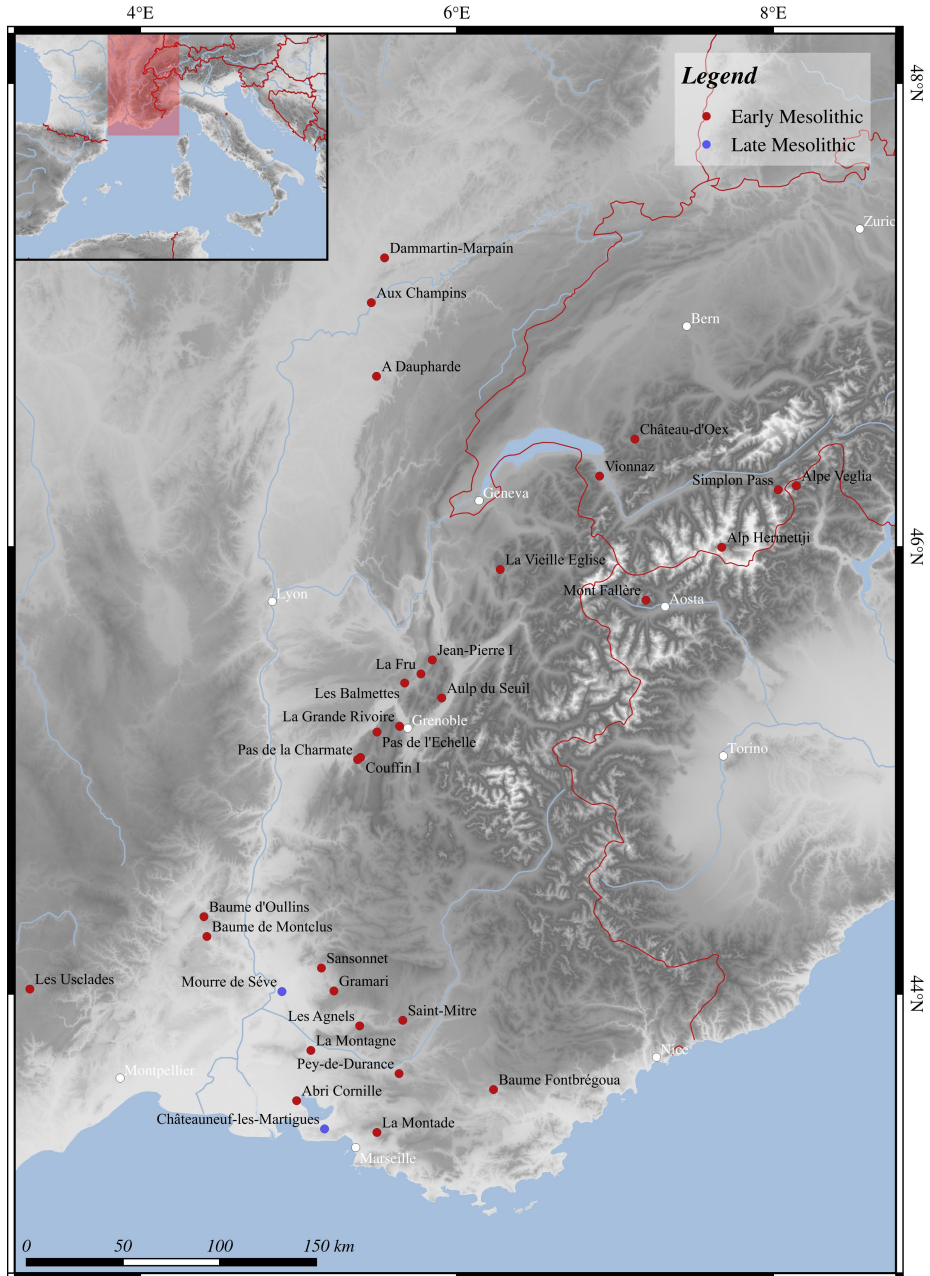 4°E
6°E
8°E
48°N
Legend
Early Mesolithic
Late Mesolithic
Zuric
Dammartin-Marpain
Aux Champins
Bern
A Daupharde
Château-d'Oex
Vionnaz
Simplon Pass
Alpe Veglia
Geneva
46°N
Alp Hermettji
La Vieille Eglise
Mont Fallère
Lyon
Aosta
Jean-Pierre I
La Fru
Les Balmettes
Aulp du Seuil
La Grande Rivoire
Grenoble
Pas de l'Echelle
Pas de la Charmate
Torino
Couffin I
Baume d'Oullins
Baume de Montclus
Sansonnet
Les Usclades
Mourre de Séve
Gramari
44°N
Saint-Mitre
Les Agnels
La Montagne
Nice
Pey-de-Durance
Montpellier
Baume Fontbrégoua
Abri Cornille
Châteauneuf-les-Martigues
La Montade
Marseille
0 50 100 150 km